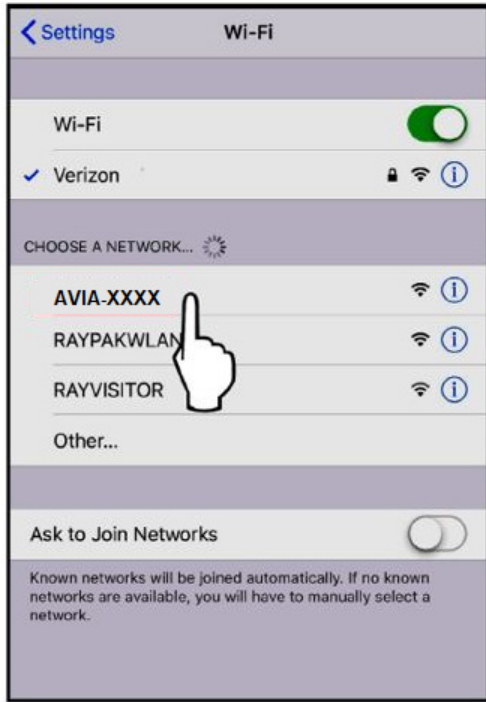 Settings Wi-Fi
Wi-Fi
Verizon
CHOOSE A NETWORK...
AVIA-XXXX
RAYPAKWLAN
RAYVISITOR
Other...
Ask to Join Networks
Known networks will be joined automatically. If no known
networks are available, you will have to manually select a
network.